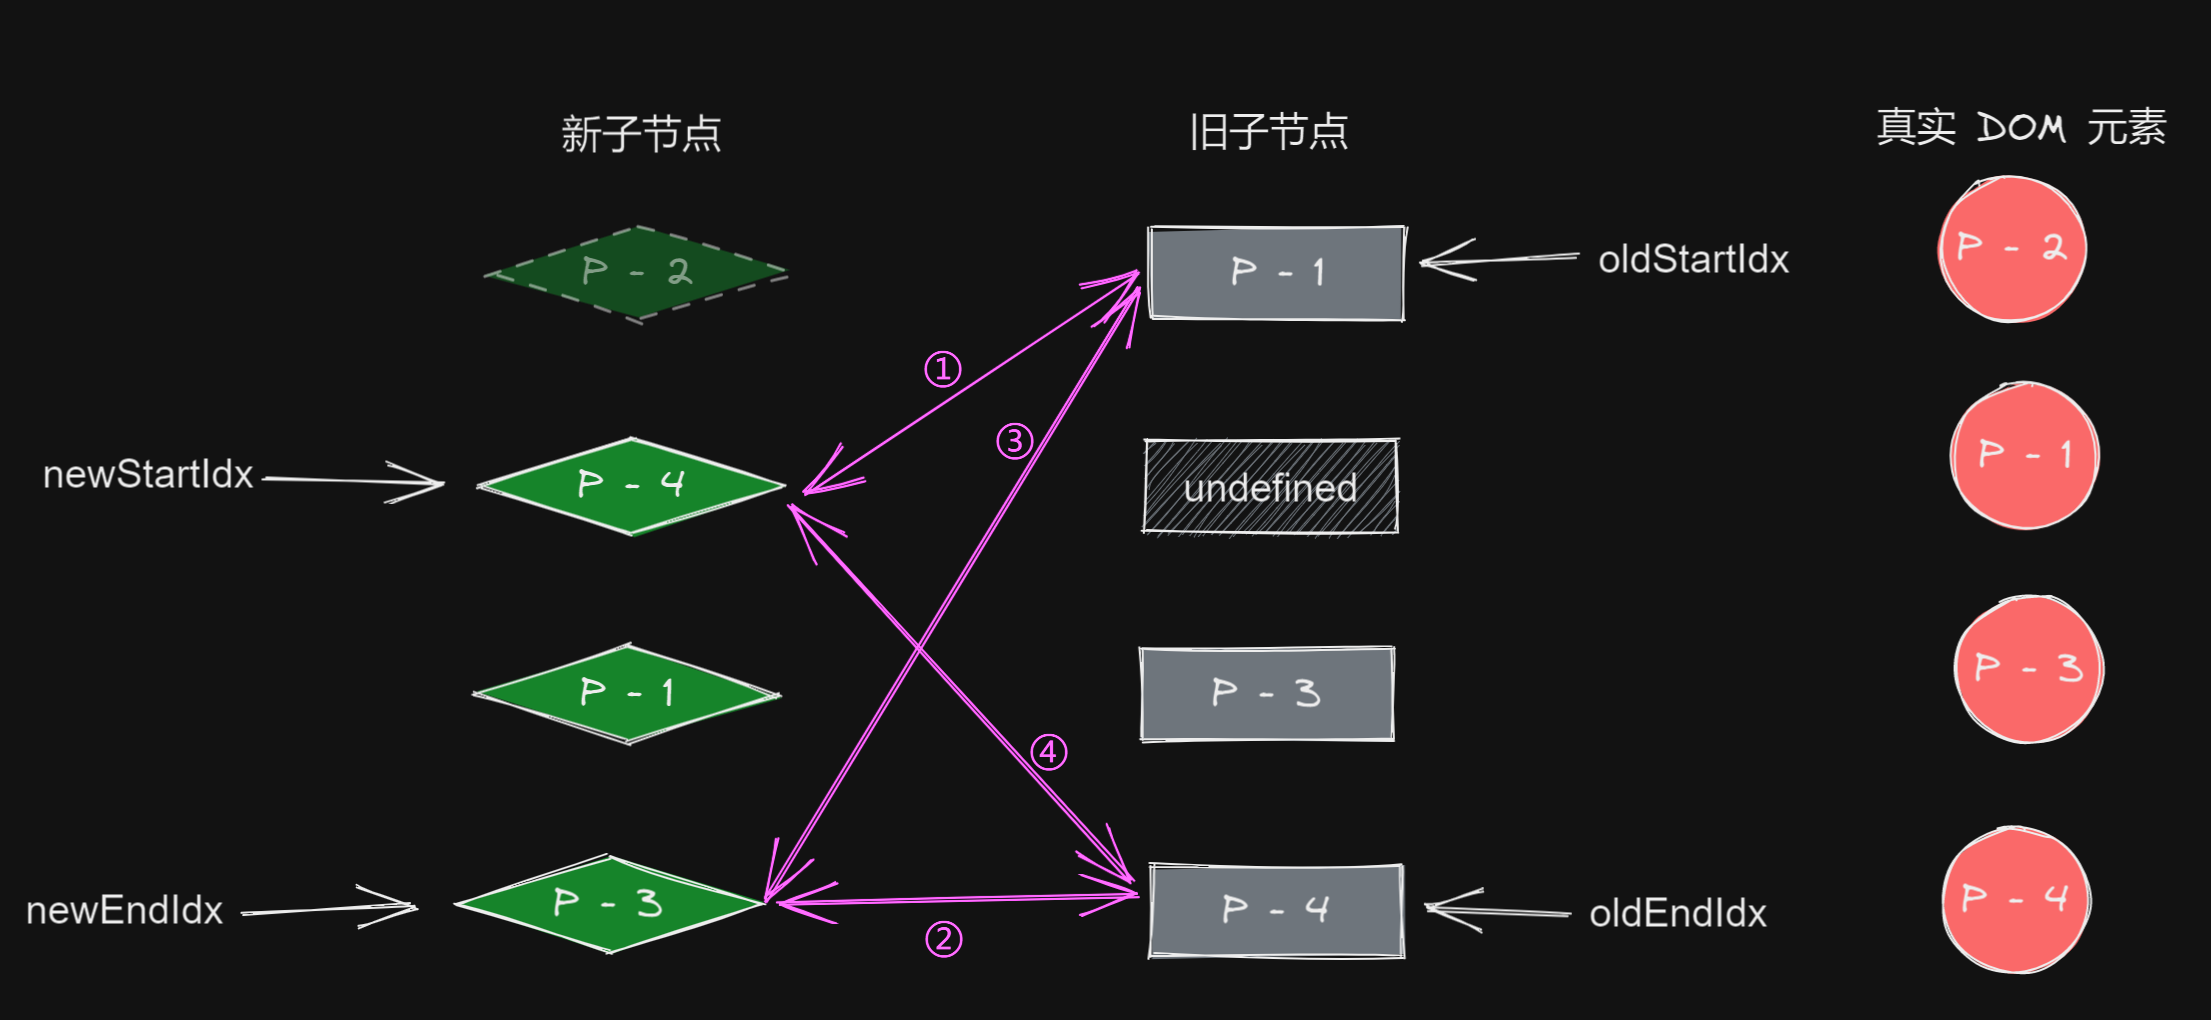 新子节点
旧子节点
真实 DOM 元素
P - 2
P - 1
oldStartIdx
P - 2
①
③
newStartIdx
P - 4
undefined
P - 1
P - 1
P - 3
P - 3
④
newEndIdx
P - 3
②
P - 4
oldEndIdx
P - 4